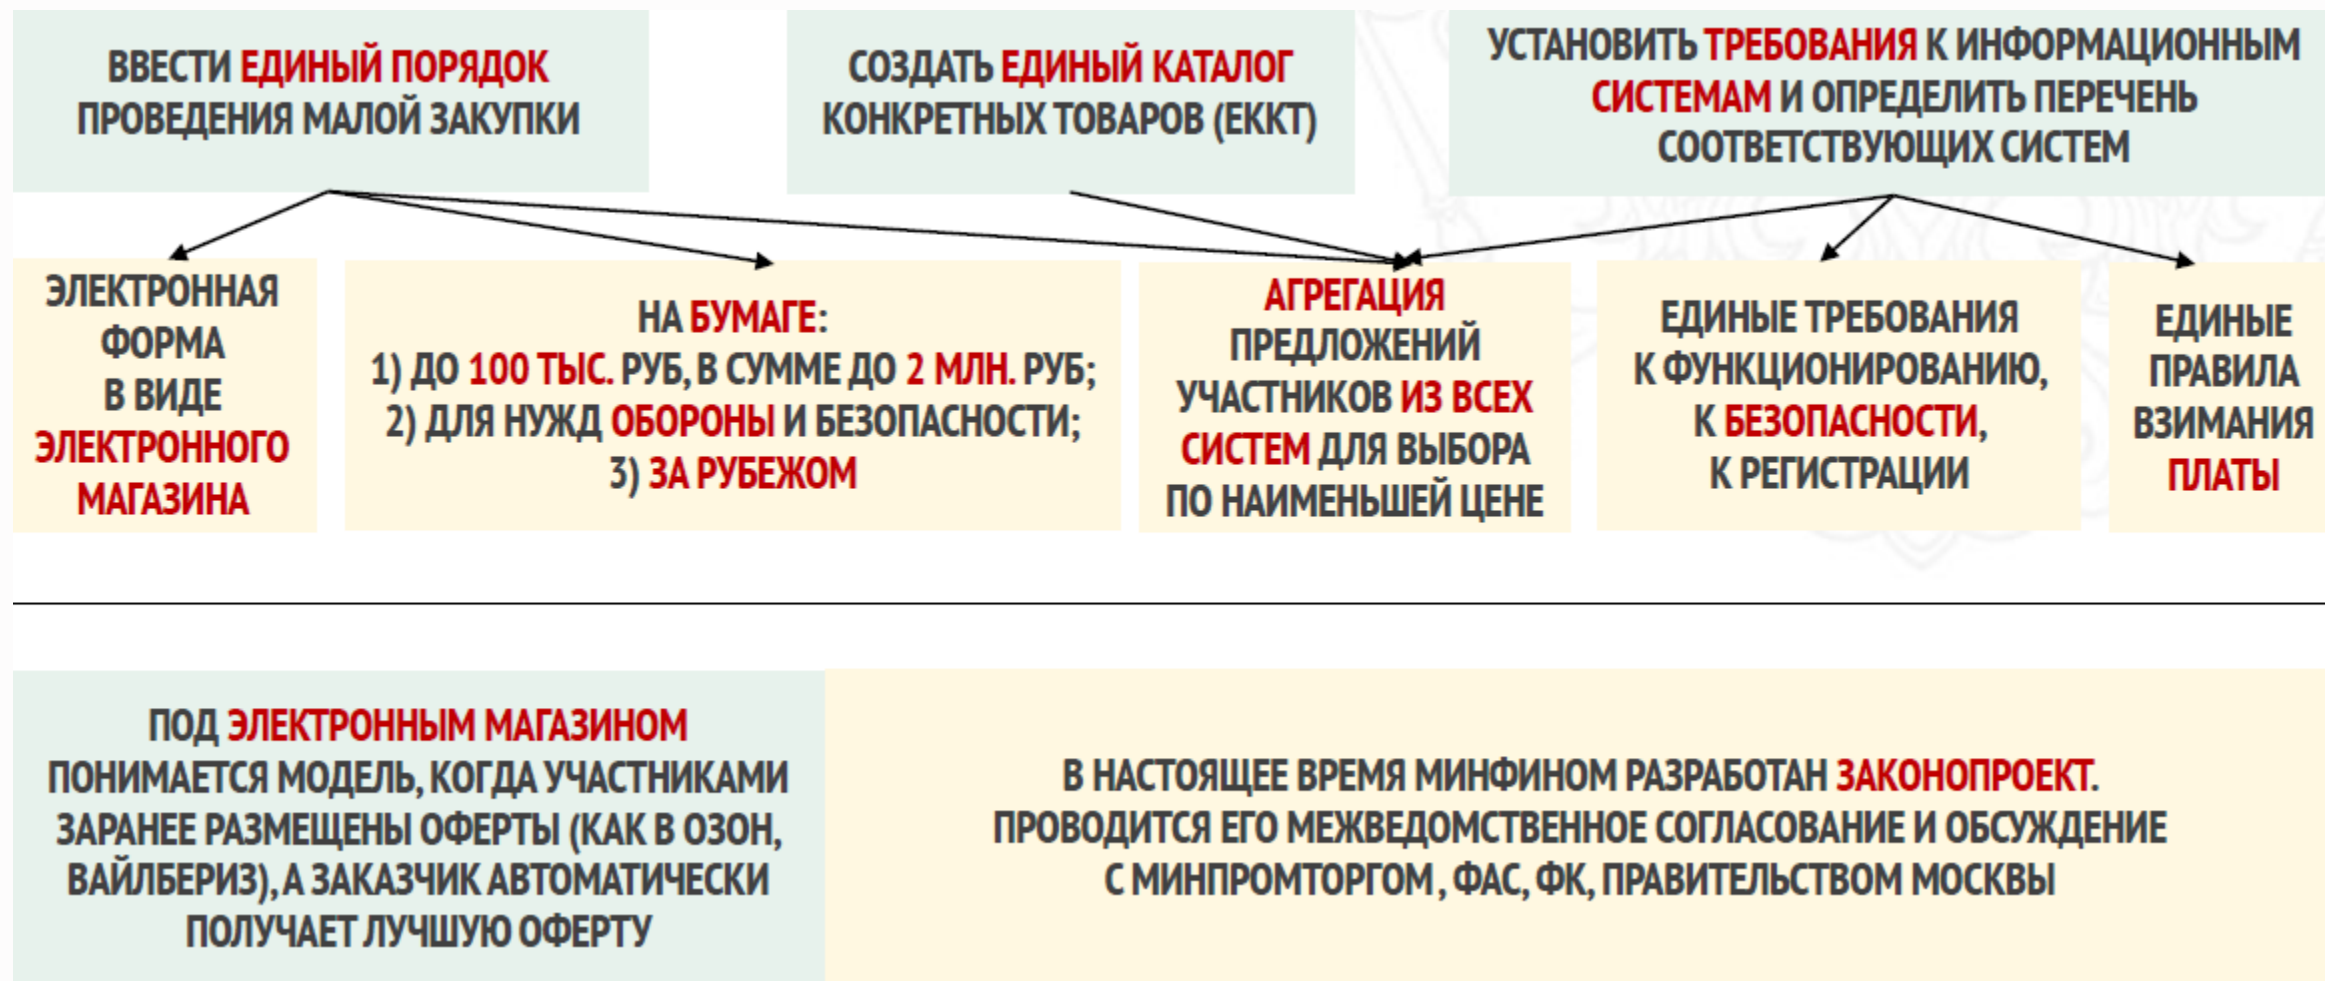 ВВЕСТИ ЕДИНЫЙ ПОРЯДОК
ПРОВЕДЕНИЯ МАЛОЙ ЗАКУПКИ
СОЗДАТЬ ЕДИНЫЙ КАТАЛОГ
КОНКРЕТНЫХ ТОВАРОВ (ЕККТ)
УСТАНОВИТЬ ТРЕБОВАНИЯ К ИНФОРМАЦИОННЫМ
СИСТЕМАМ И ОПРЕДЕЛИТЬ ПЕРЕЧЕНЬ
СООТВЕТСТВУЮЩИХ СИСТЕМ
ЭЛЕКТРОННАЯ
ФОРМА
В ВИДЕ
ЭЛЕКТРОННОГО
МАГАЗИНА
НА БУМАГЕ:
1) ДО 100 ТЫС. РУБ, В СУММЕ ДО 2 МЛН. РУБ;
2) ДЛЯ НУЖД ОБОРОНЫ И БЕЗОПАСНОСТИ;
3) ЗА РУБЕЖОМ
АГРЕГАЦИЯ
ПРЕДЛОЖЕНИЙ
УЧАСТНИКОВ ИЗ ВСЕХ
СИСТЕМ ДЛЯ ВЫБОРА
ПО НАИМЕНЬШЕЙ ЦЕНЕ
ЕДИНЫЕ ТРЕБОВАНИЯ
К ФУНКЦИОНИРОВАНИЮ,
К БЕЗОПАСНОСТИ,
К РЕГИСТРАЦИИ
ЕДИНЫЕ
ПРАВИЛА
ВЗИМАНИЯ
ПЛАТЫ
ПОД ЭЛЕКТРОННЫМ МАГАЗИНОМ
ПОНИМАЕТСЯ МОДЕЛЬ, КОГДА УЧАСТНИКАМИ
ЗАРАНЕЕ РАЗМЕЩЕНЫ ОФЕРТЫ (КАК В ОЗОН,
ВАЙЛБЕРИЗ), А ЗАКАЗЧИК АВТОМАТИЧЕСКИ
ПОЛУЧАЕТ ЛУЧШУЮ ОФЕРТУ
В НАСТОЯЩЕЕ ВРЕМЯ МИНФИНОМ РАЗРАБОТАН ЗАКОНОПРОЕКТ.
ПРОВОДИТСЯ ЕГО МЕЖВЕДОМСТВЕННОЕ СОГЛАСОВАНИЕ И ОБСУЖДЕНИЕ
С МИНПРОМТОРГОМ , ФАС, ФК, ПРАВИТЕЛЬСТВОМ МОСКВЫ